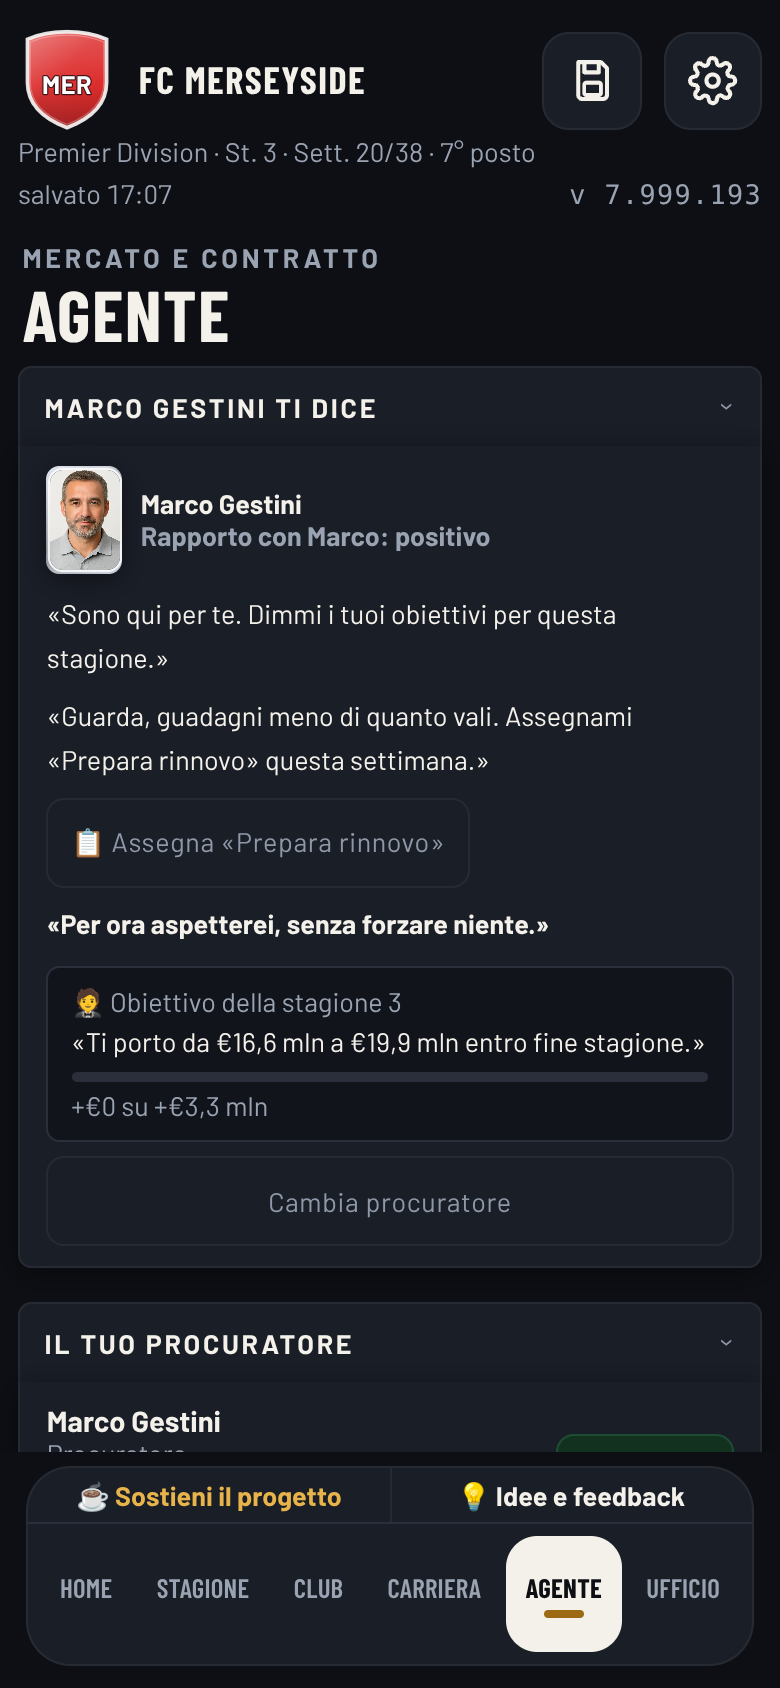 MER
FC MERSEYSIDE
Premier Division · St. 3 · Sett. 20/38 · 7° posto
salvato 17:07
v 7.999.193
MERCATO E CONTRATTO
AGENTE
MARCO GESTINI TI DICE
Marco Gestini
Rapporto con Marco: positivo
«Sono qui per te. Dimmi i tuoi obiettivi per questa
stagione.»
«Guarda, guadagni meno di quanto vali. Assegnami
«Prepara rinnovo» questa settimana.»
📋 Assegna «Prepara rinnovo»
«Per ora aspetterei, senza forzare niente.»
🤵 Obiettivo della stagione 3
«Ti porto da €16,6 mln a €19,9 mln entro fine stagione.»
+€0 su +€3,3 mln
Cambia procuratore
IL TUO PROCURATORE
Marco Gestini
Procuratore
☕ Sostieni il progetto
💡 Idee e feedback
HOME
STAGIONE
CLUB
CARRIERA
AGENTE
UFFICIO